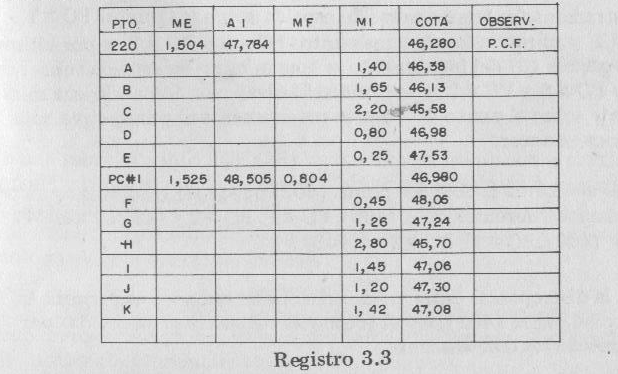 PTO ME A I MF MI COTA OBSERV.
220 1,504 47,784 46,280 P.C.F.
A 1,40 46,38
B 1,65 46,13
C 2,20 45,58
D 0,80 46,98
E 0,25 47,53
PC#1 1,525 48,505 0,804 46,980
F 0,45 48,06
G 1,26 47,24
H 2,80 45,70
I 1,45 47,06
J 1,20 47,30
K 1,42 47,08
Registro 3.3